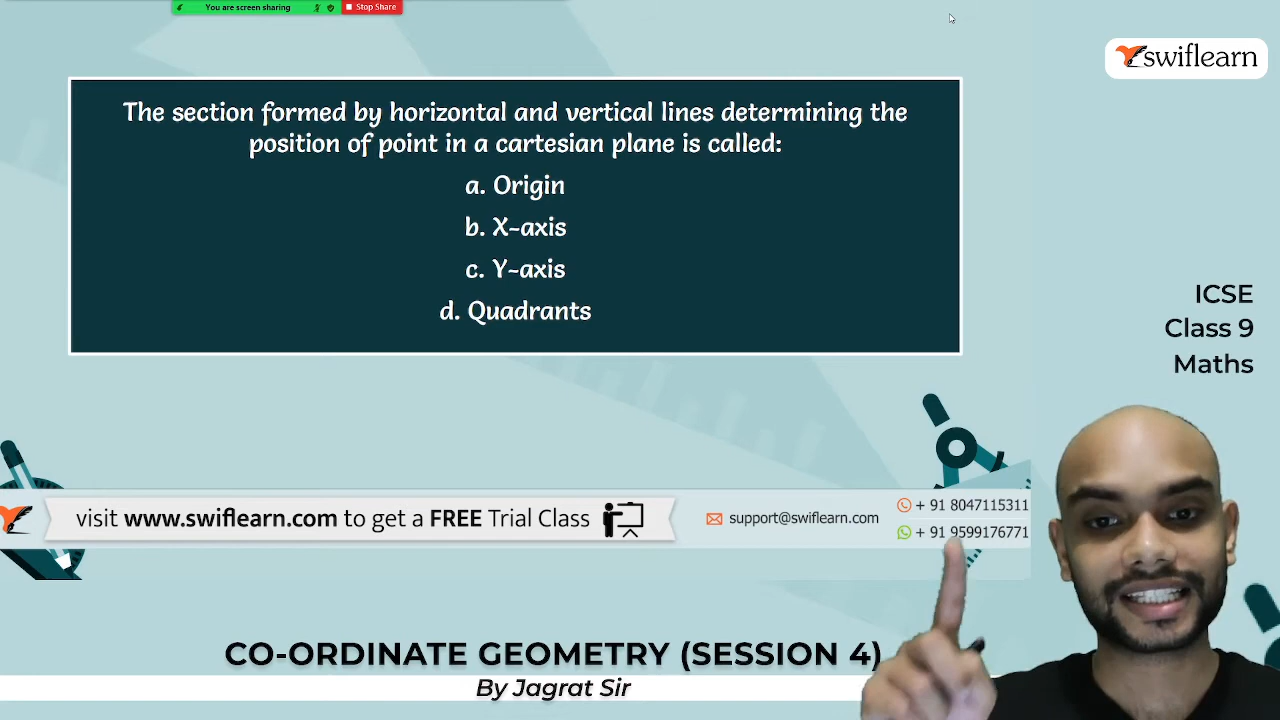 You are screen sharing
Stop Share
swiflearn
The section formed by horizontal and vertical lines determining the
position of point in a cartesian plane is called:
a. Origin
b. X-axis
c. Y-axis
d. Quadrants
ICSE
Class 9
Maths
visit www.swiflearn.com to get a FREE Trial Class
support@swiflearn.com
+ 91 8047115311
+ 91 9599176771
CO-ORDINATE GEOMETRY (SESSION 4)
By Jagrat Sir